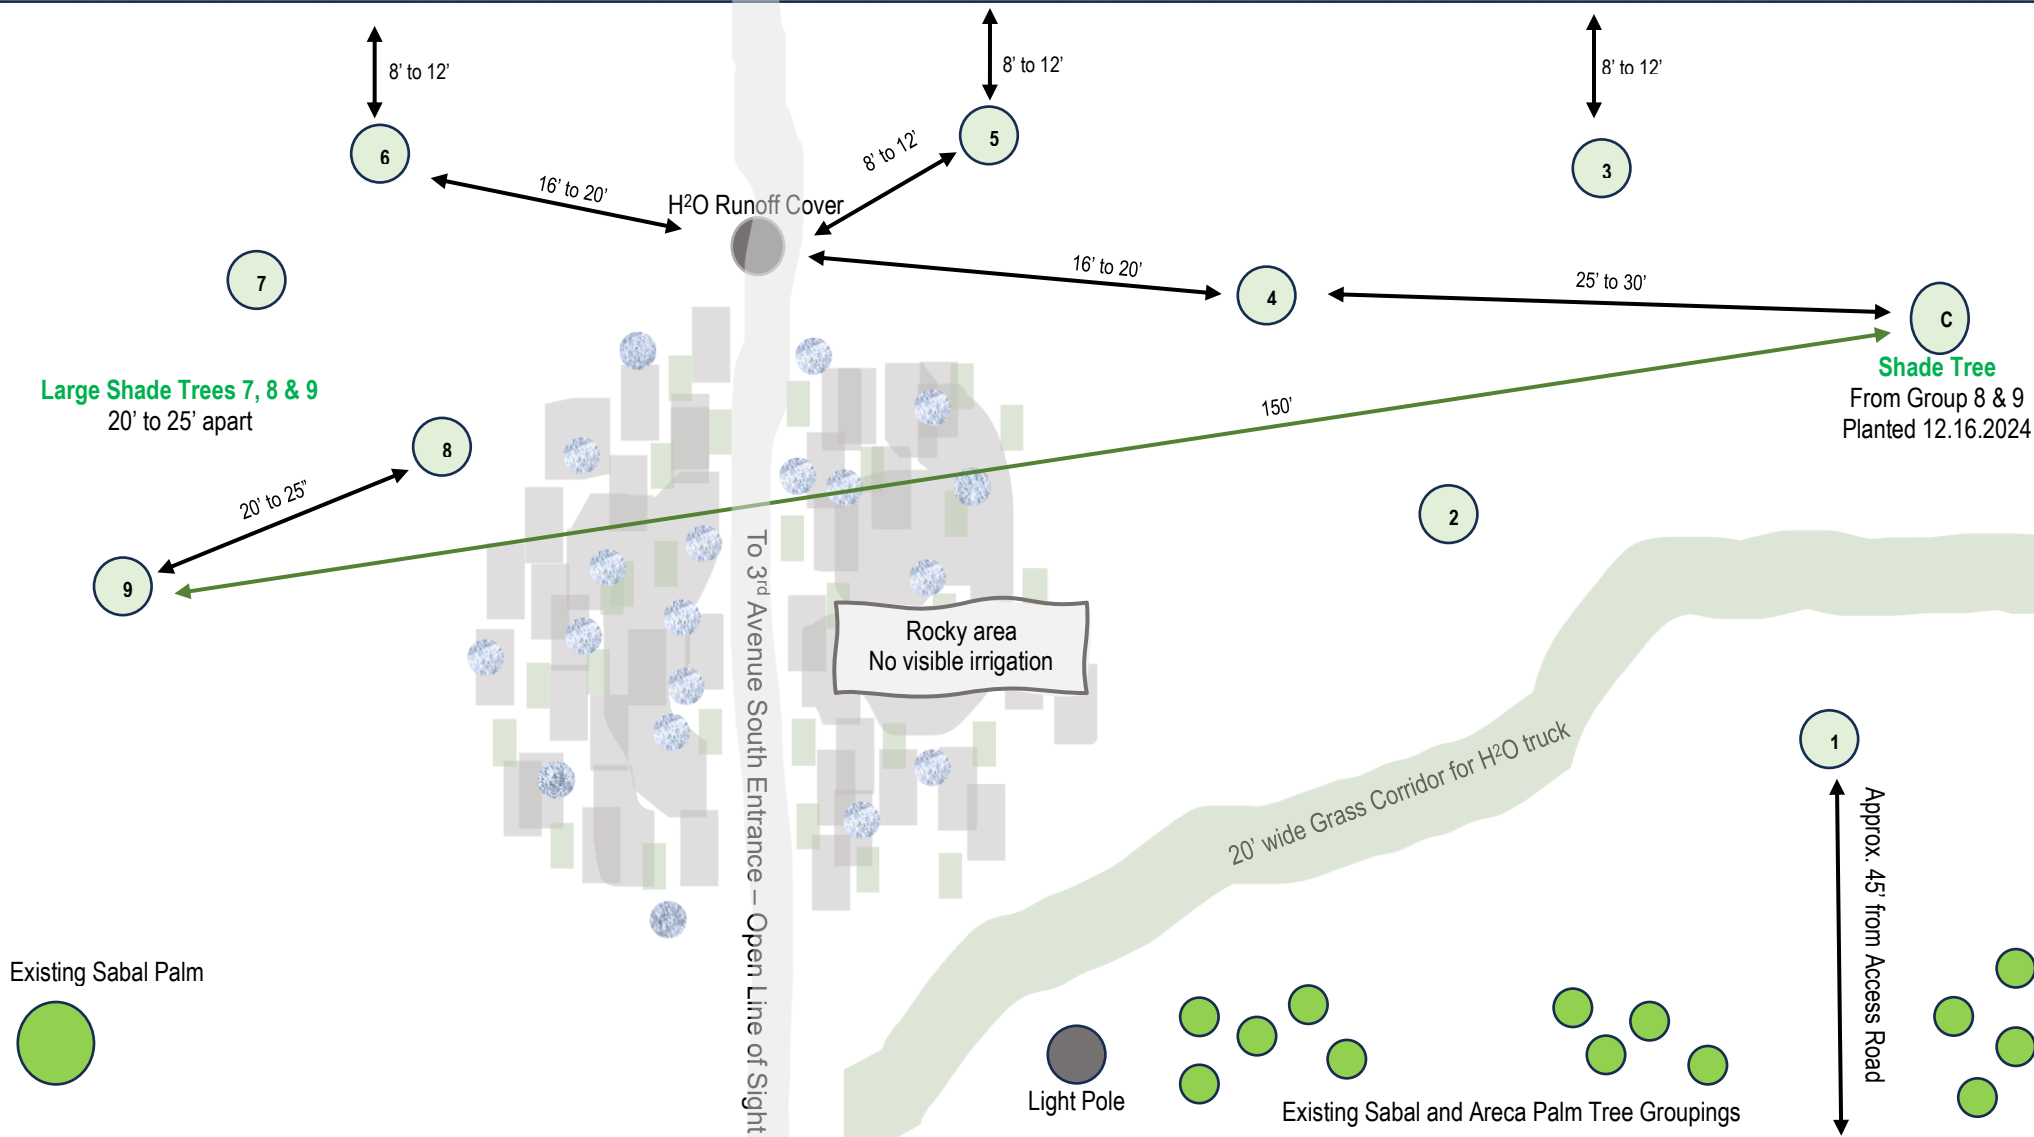 8’ to 12’
8’ to 12’
8’ to 12’
6
5
3
8’ to 12’
16’ to 20’
H²O Runoff Cover
7
16’ to 20’
4
25’ to 30’
C
Shade Tree
From Group 8 & 9
Planted 12.16.2024
Large Shade Trees 7, 8 & 9
20’ to 25’ apart
150’
8
20’ to 25”
9
2
To 3rd Avenue South Entrance – Open Line of Sight
Rocky area
No visible irrigation
1
20’ wide Grass Corridor for H²O truck
Approx. 45’ from Access Road
Existing Sabal Palm
Light Pole
Existing Sabal and Areca Palm Tree Groupings